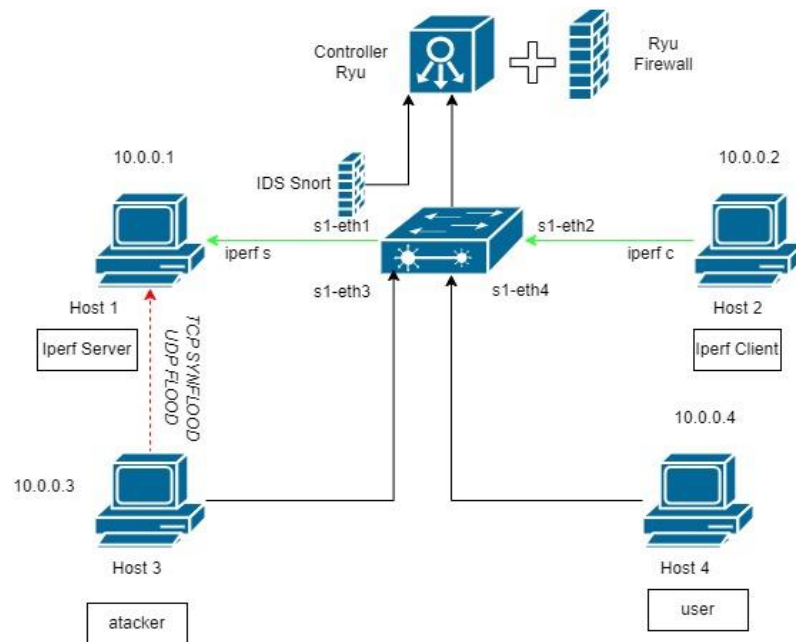 Controller
Ryu
Ryu
Firewall
10.0.0.1
IDS Snort
10.0.0.2
s1-eth1
s1-eth2
iperf s
iperf c
s1-eth3
s1-eth4
Host 1
Iperf Server
TCP SYNFLOOD
UDP FLOOD
Host 2
Iperf Client
10.0.0.3
10.0.0.4
Host 3
Host 4
atacker
user